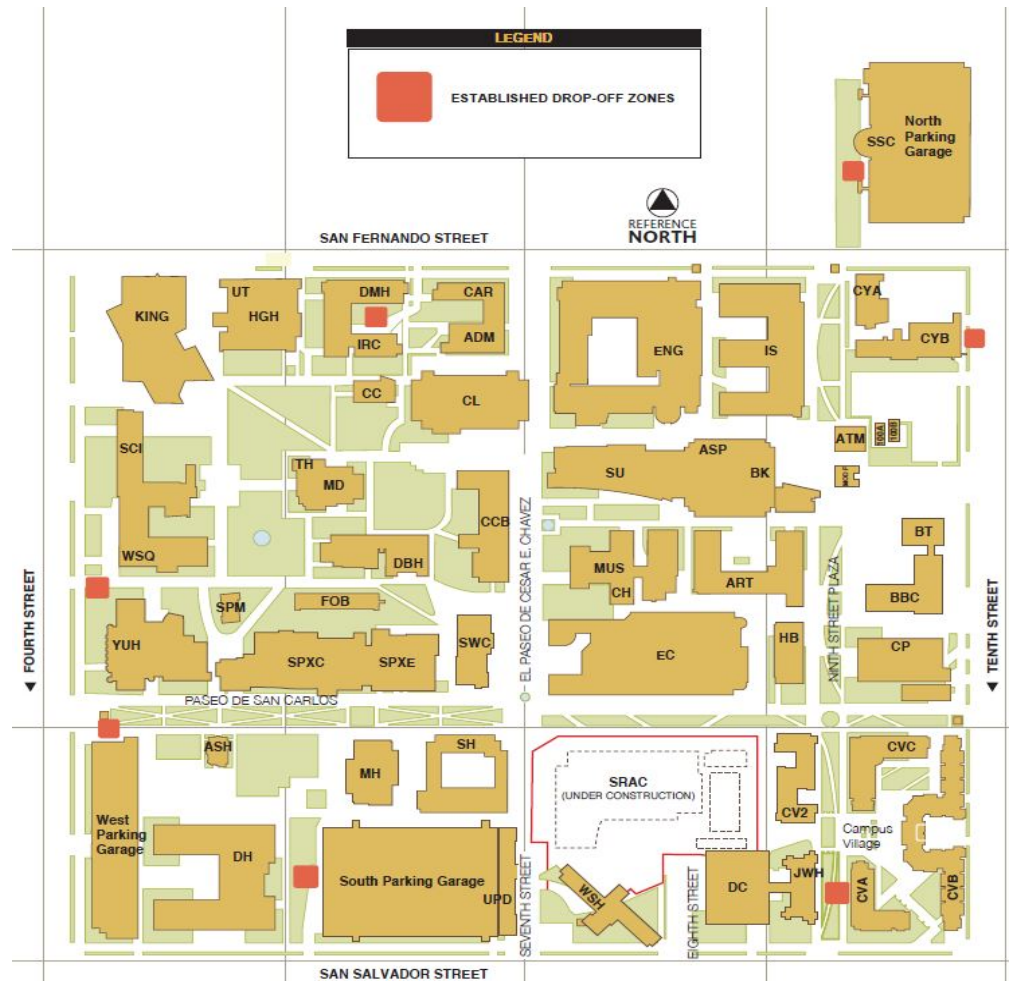 LEGEND
ESTABLISHED DROP-OFF ZONES
North
Parking
Garage
SSC
REFERENCE
NORTH
SAN FERNANDO STREET
KING
UT
HGH
DMH
IRC
CAR
ADM
ENG
IS
CYA
CYB
CC
CL
SCI
WSQ
TH
MD
CCB
DBH
SU
ASP
BK
ATM
100A
100B
BT
BBC
MUS
CH
ART
FOURTH STREET
EL PASEO DE CESAR E. CHAVEZ
NINTH STREET PLAZA
TENTH STREET
YUH
SPM
FOB
SPXC
SPXE
SWC
EC
HB
CP
PASEO DE SAN CARLOS
West
Parking
Garage
ASH
DH
MH
SH
South Parking Garage
UPD
SEVENTH STREET
SRAC
(UNDER CONSTRUCTION)
WSH
EIGHTH STREET
DC
CV2
JWH
CVC
Campus
Village
CVA
CVB
SAN SALVADOR STREET